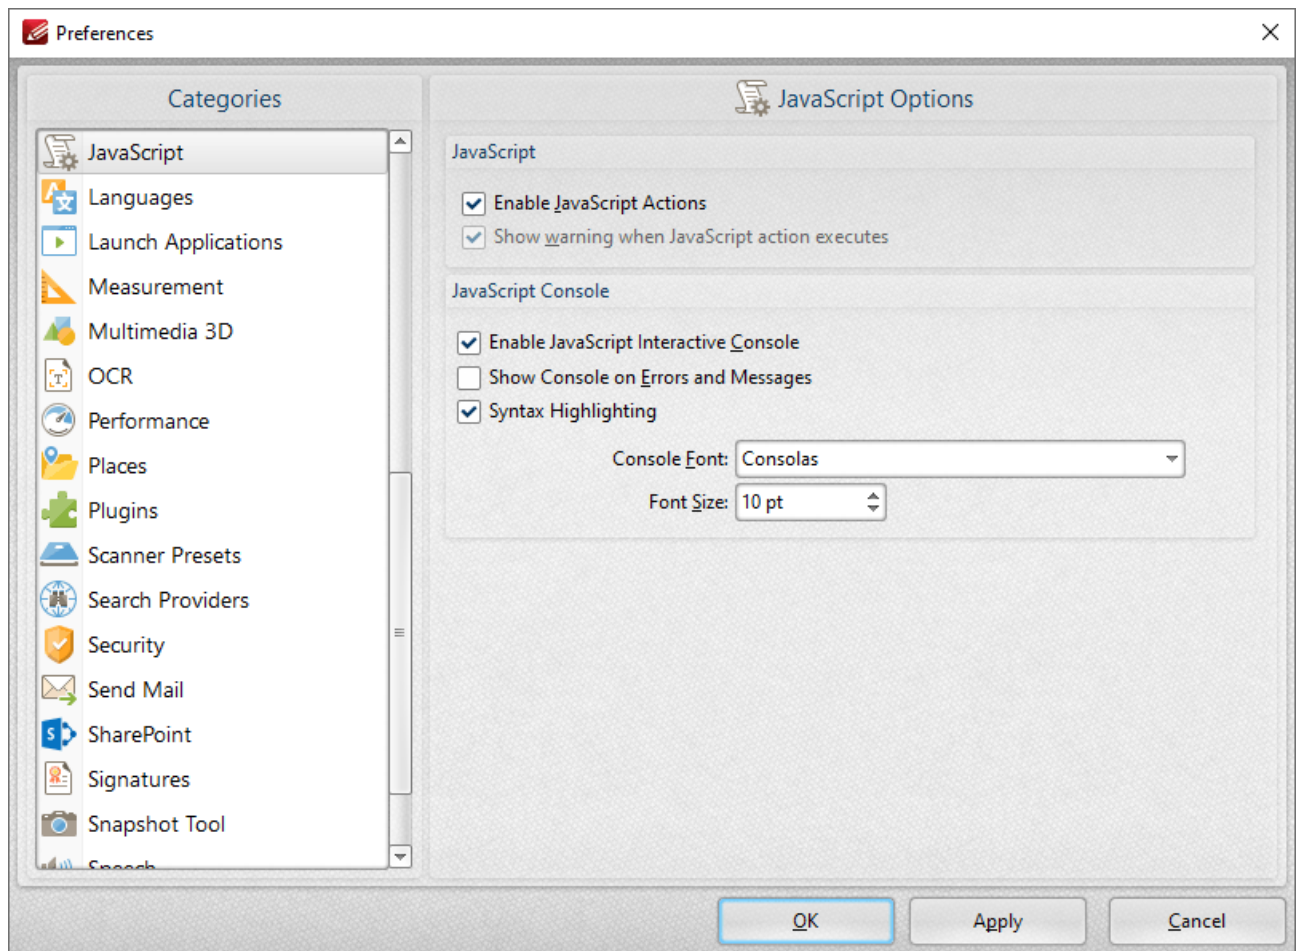 Preferences
Categories
JavaScript
Languages
Launch Applications
Measurement
Multimedia 3D
OCR
Performance
Places
Plugins
Scanner Presets
Search Providers
Security
Send Mail
SharePoint
Signatures
Snapshot Tool
Speech
JavaScript Options
JavaScript
Enable JavaScript Actions
Show warning when JavaScript action executes
JavaScript Console
Enable JavaScript Interactive Console
Show Console on Errors and Messages
Syntax Highlighting
Console Font: Consolas
Font Size: 10 pt
OK Apply Cancel